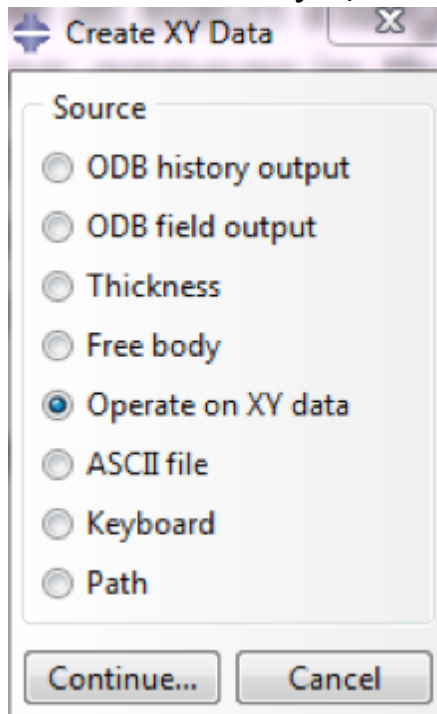 Create XY Data
Source
ODB history output
ODB field output
Thickness
Free body
Operate on XY data
ASCII file
Keyboard
Path
Continue... Cancel